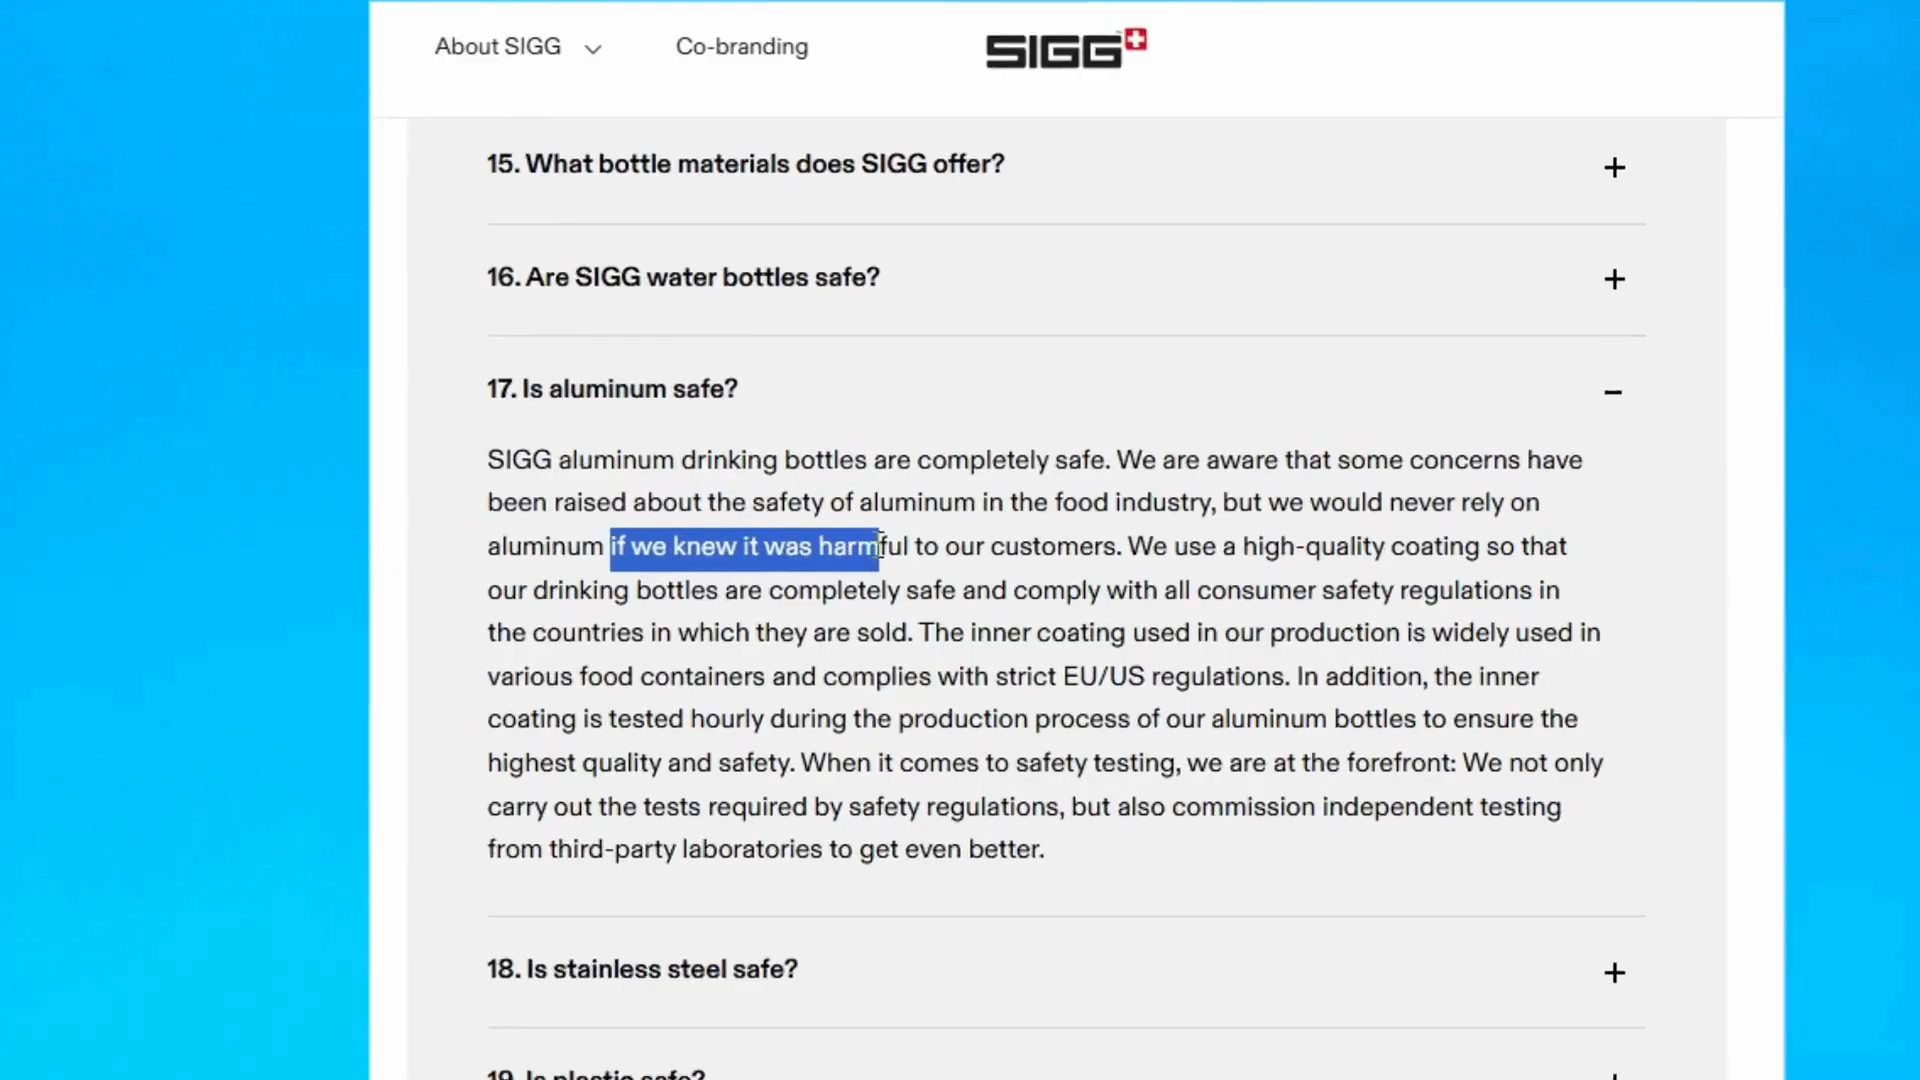 About SIGG
Co-branding
SIGG
15. What bottle materials does SIGG offer?
16. Are SIGG water bottles safe?
17. Is aluminum safe?
SIGG aluminum drinking bottles are completely safe. We are aware that some concerns have
been raised about the safety of aluminum in the food industry, but we would never rely on
aluminum if we knew it was harmful to our customers. We use a high-quality coating so that
our drinking bottles are completely safe and comply with all consumer safety regulations in
the countries in which they are sold. The inner coating used in our production is widely used in
various food containers and complies with strict EU/US regulations. In addition, the inner
coating is tested hourly during the production process of our aluminum bottles to ensure the
highest quality and safety. When it comes to safety testing, we are at the forefront: We not only
carry out the tests required by safety regulations, but also commission independent testing
from third-party laboratories to get even better.
18. Is stainless steel safe?
19. Is plastic safe?